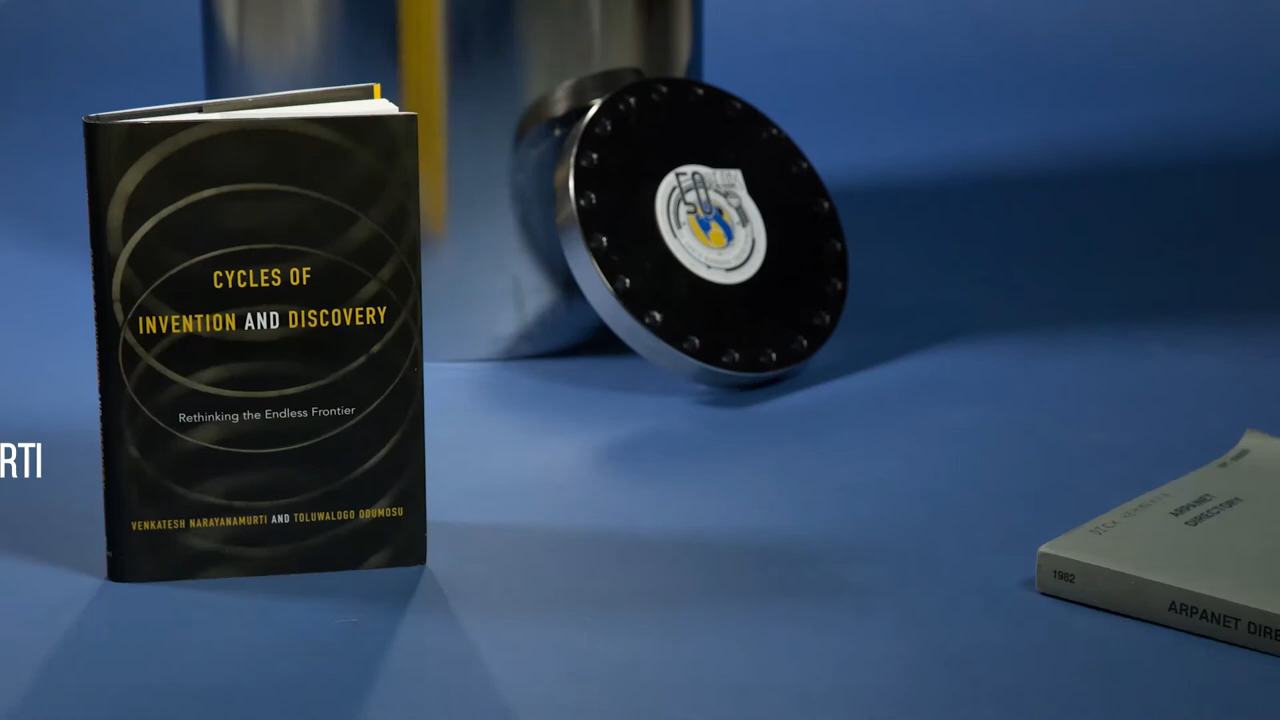 CYCLES OF
INVENTION AND DISCOVERY
Rethinking the Endless Frontier
VENKATESH NARAYANAMURTI AND TOLUWALOGO ODUMOSU
RTI
50
ARPANET
DIRECTORY
1982
ARPANET DIRE